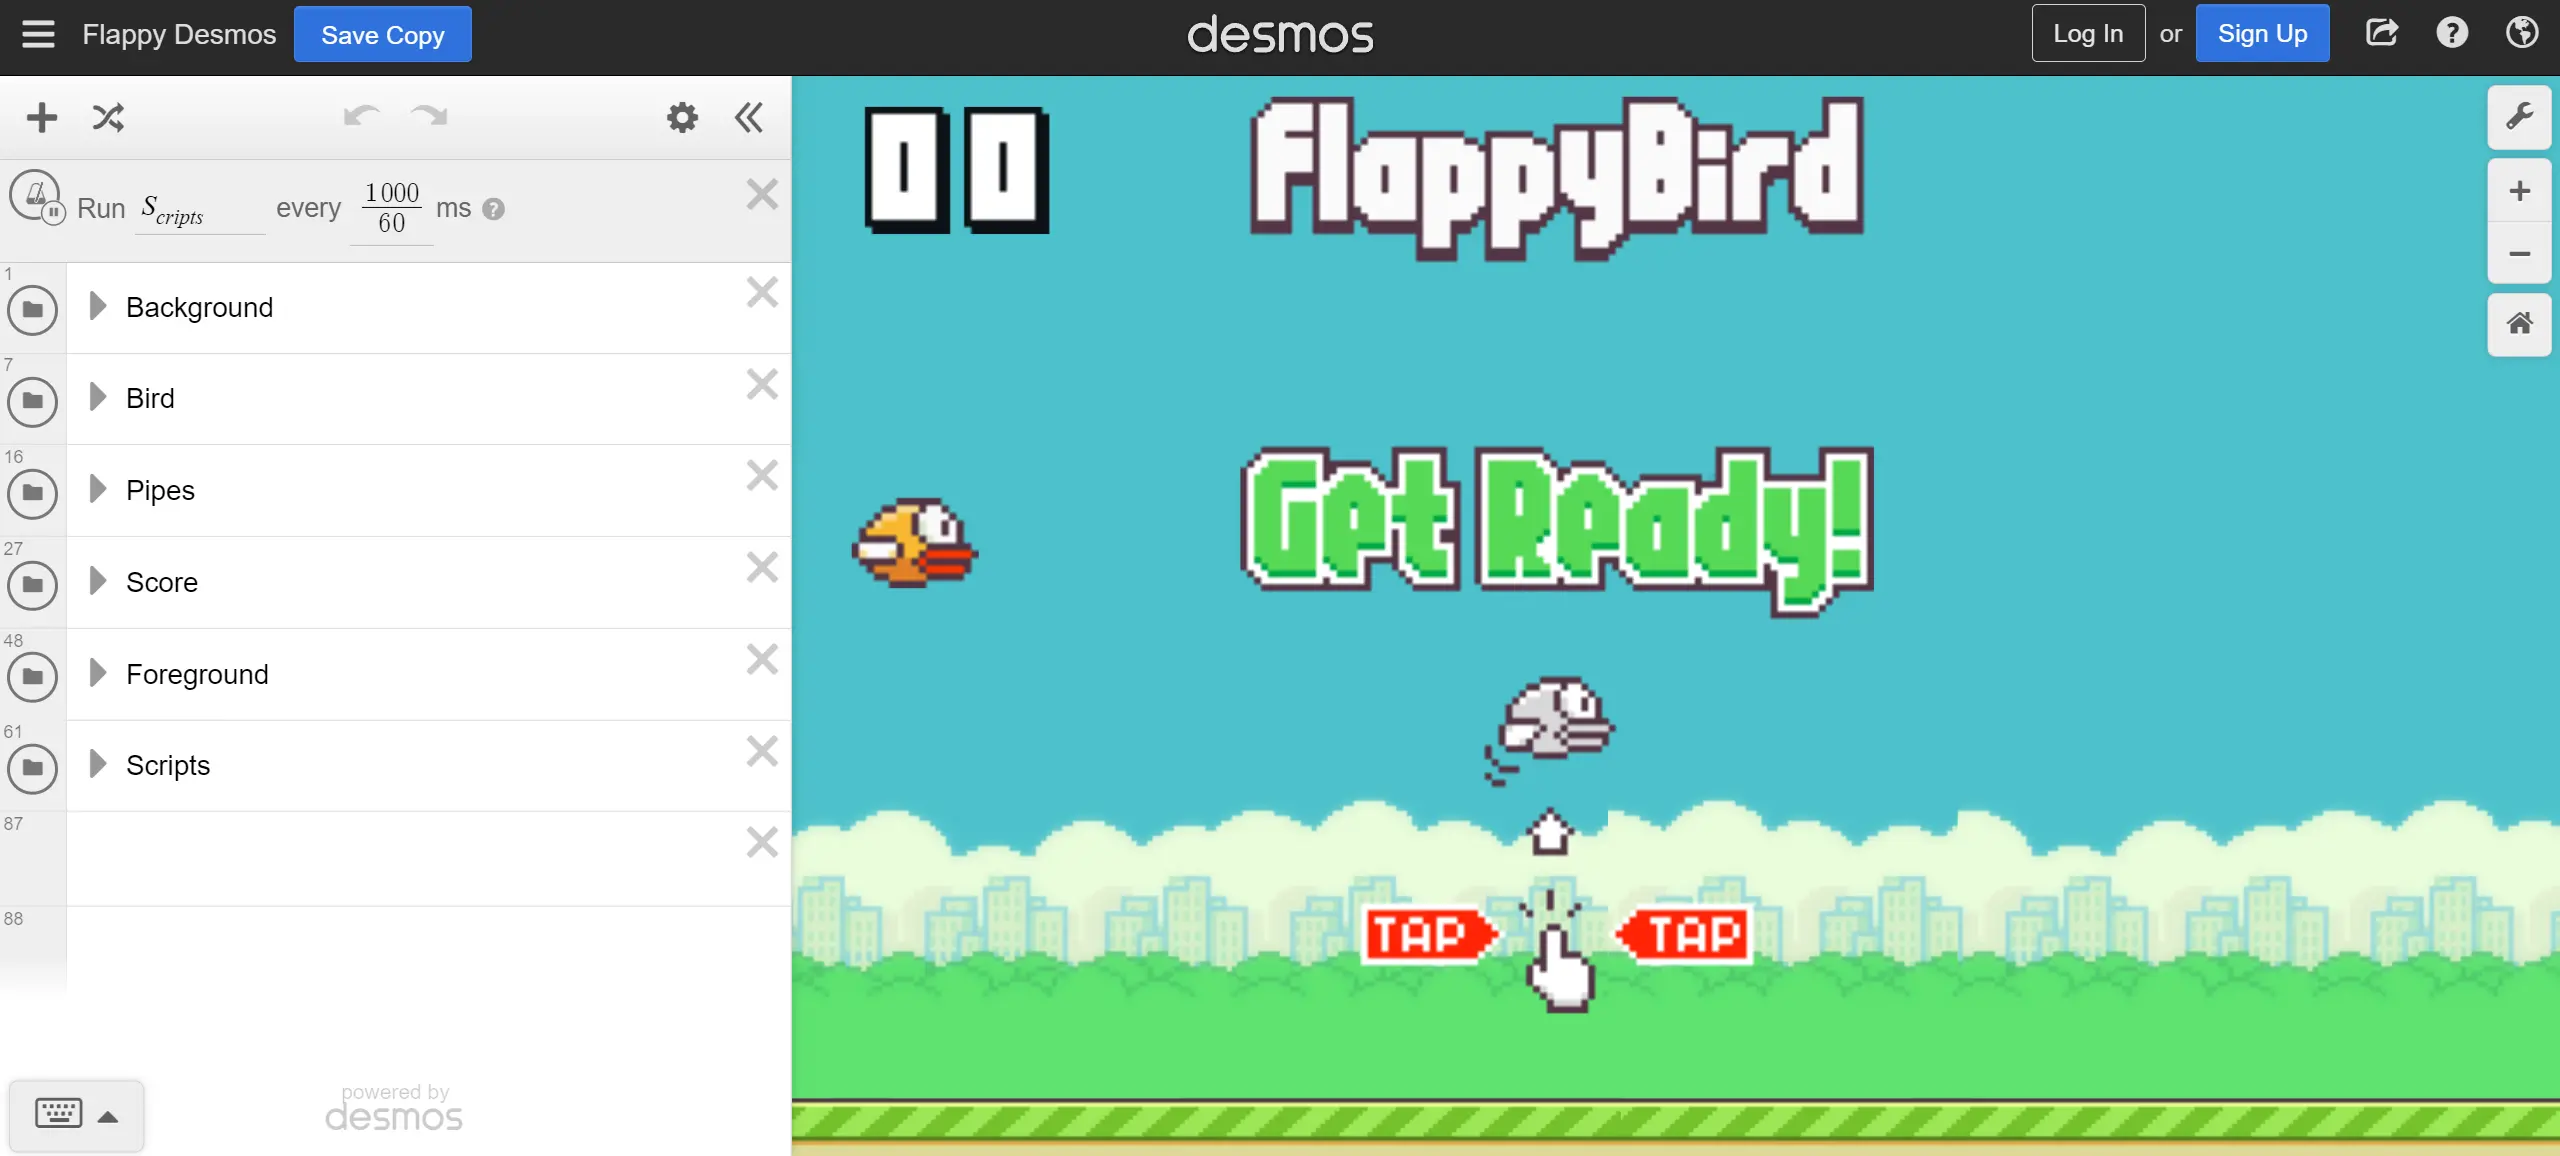 Flappy Desmos
Save Copy
desmos
Log In or Sign Up
Run Scripts every 1000/60 ms
1
Background
7
Bird
16
Pipes
27
Score
48
Foreground
61
Scripts
87
88
powered by
desmos
00
FlappyBird
Get Ready!
TAP TAP